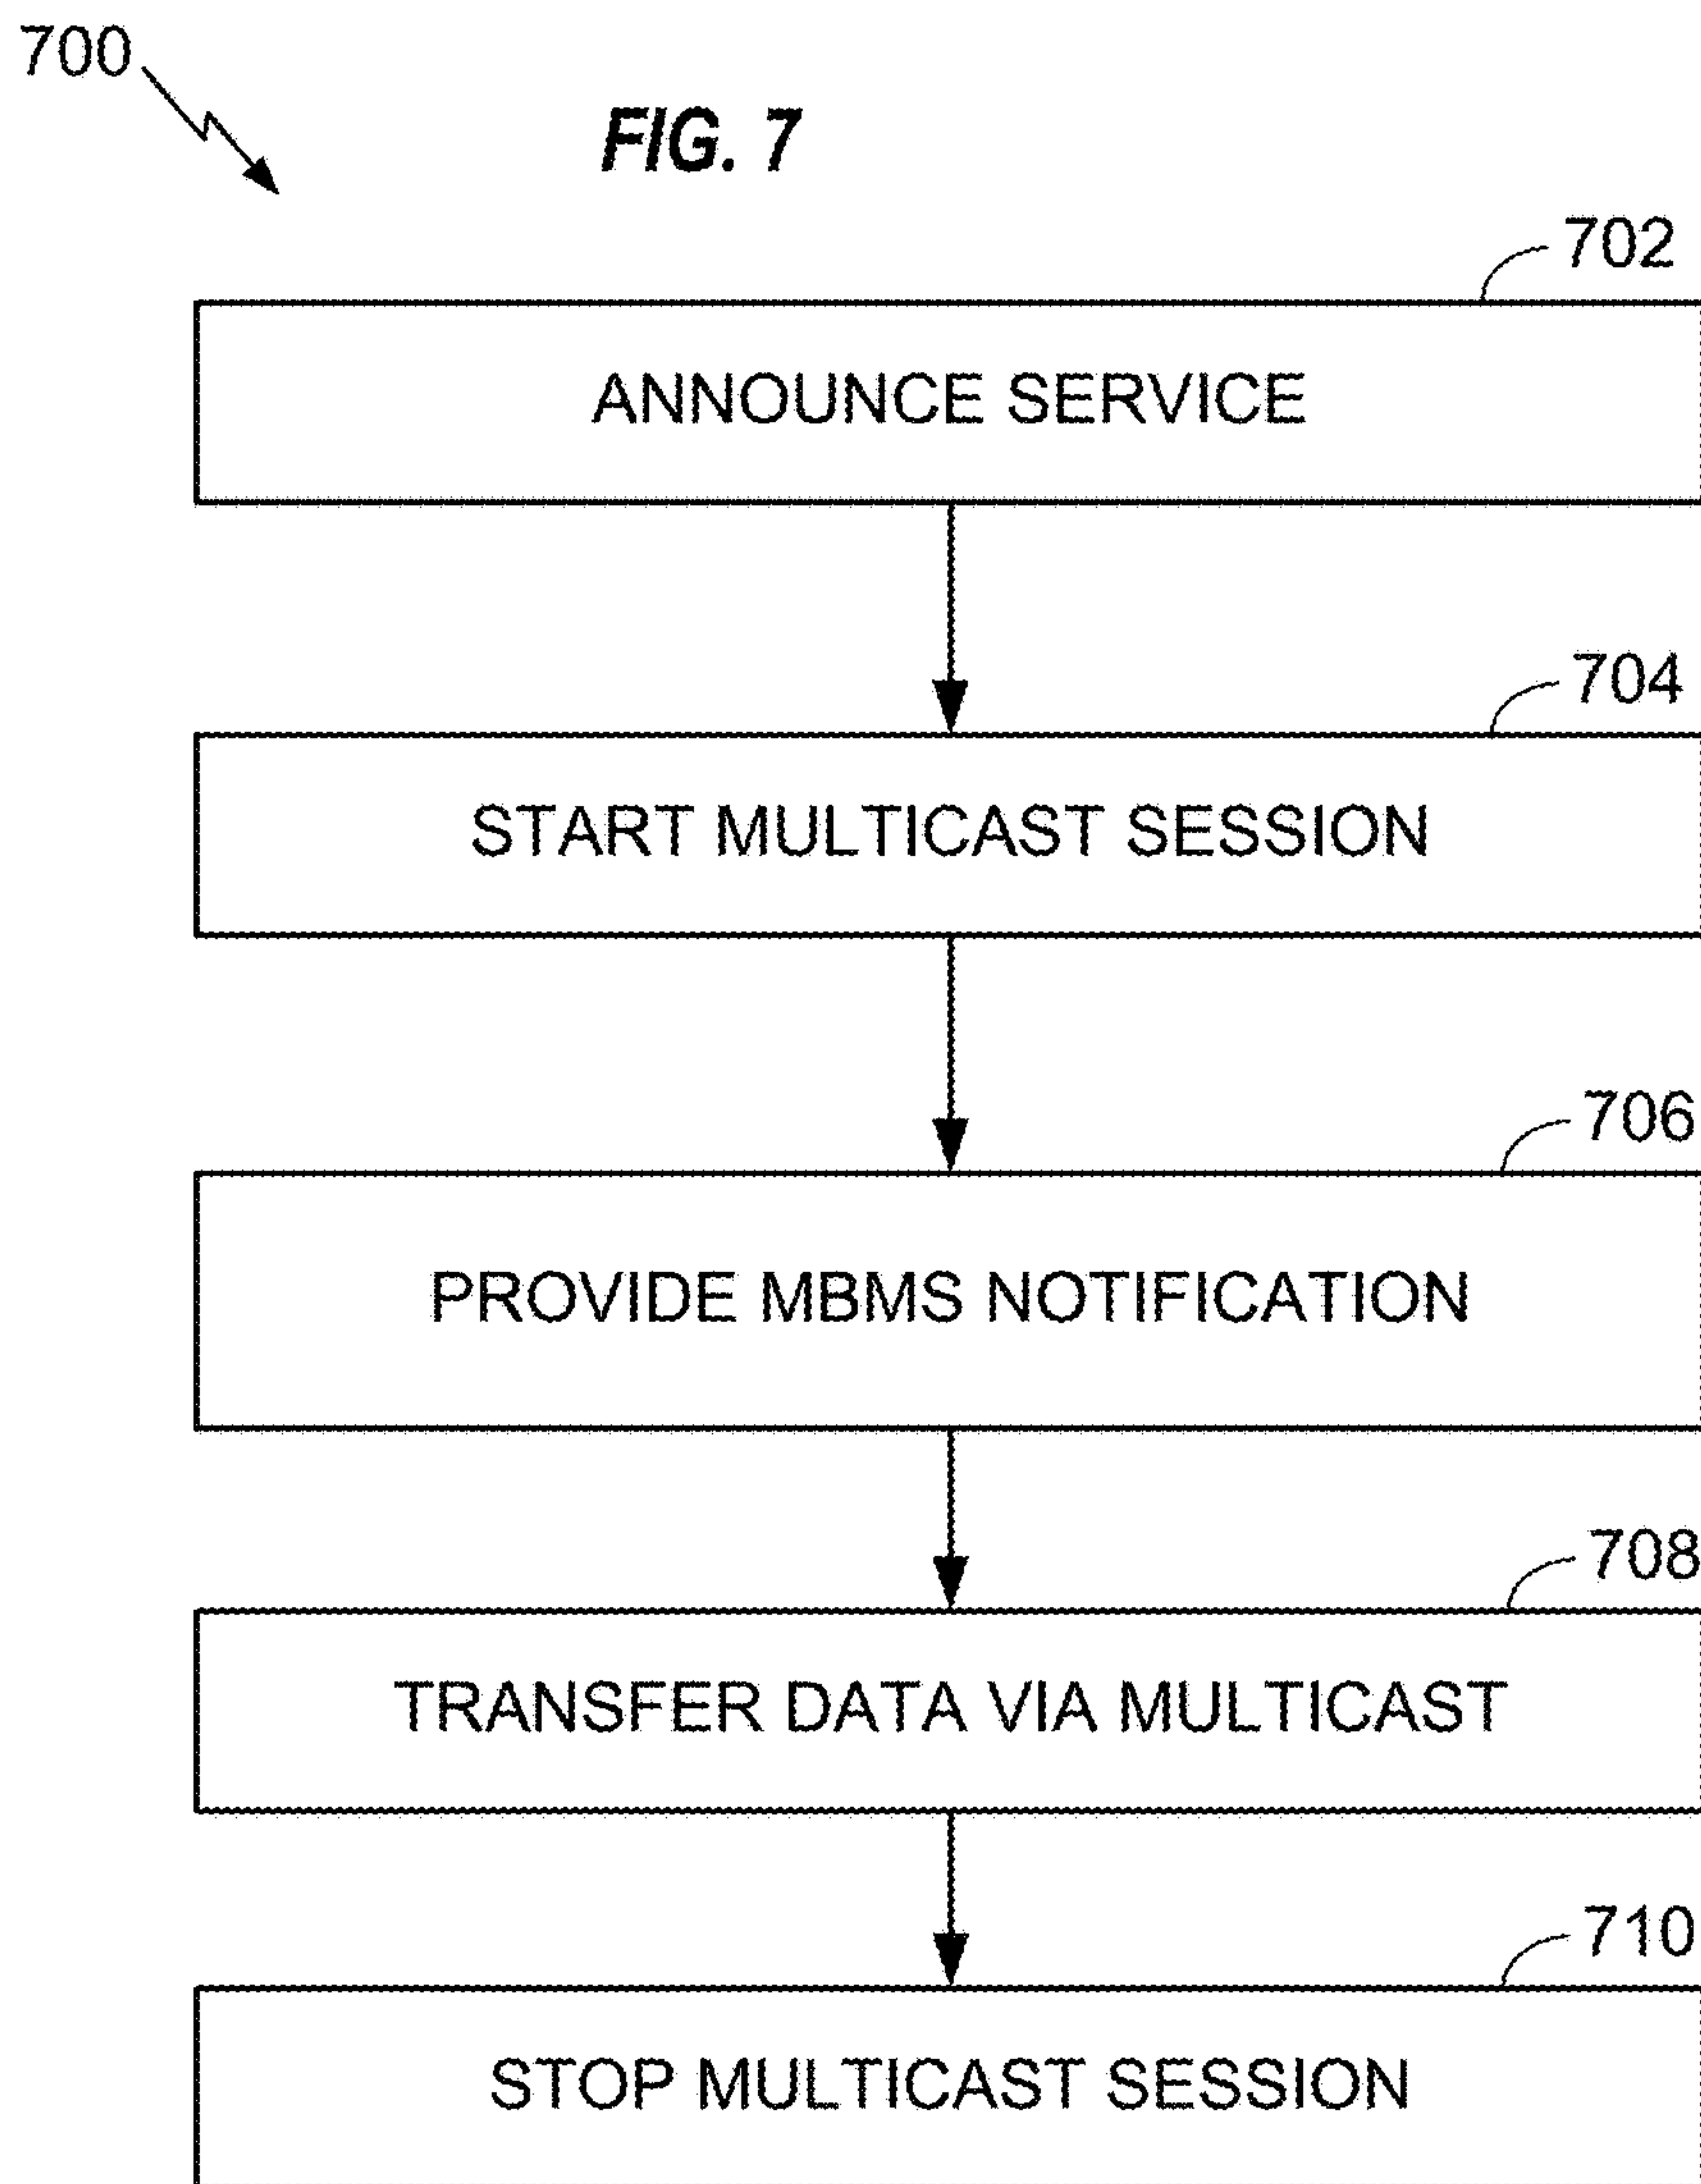 700
FIG. 7
702
ANNOUNCE SERVICE
704
START MULTICAST SESSION
706
PROVIDE MBMS NOTIFICATION
708
TRANSFER DATA VIA MULTICAST
710
STOP MULTICAST SESSION